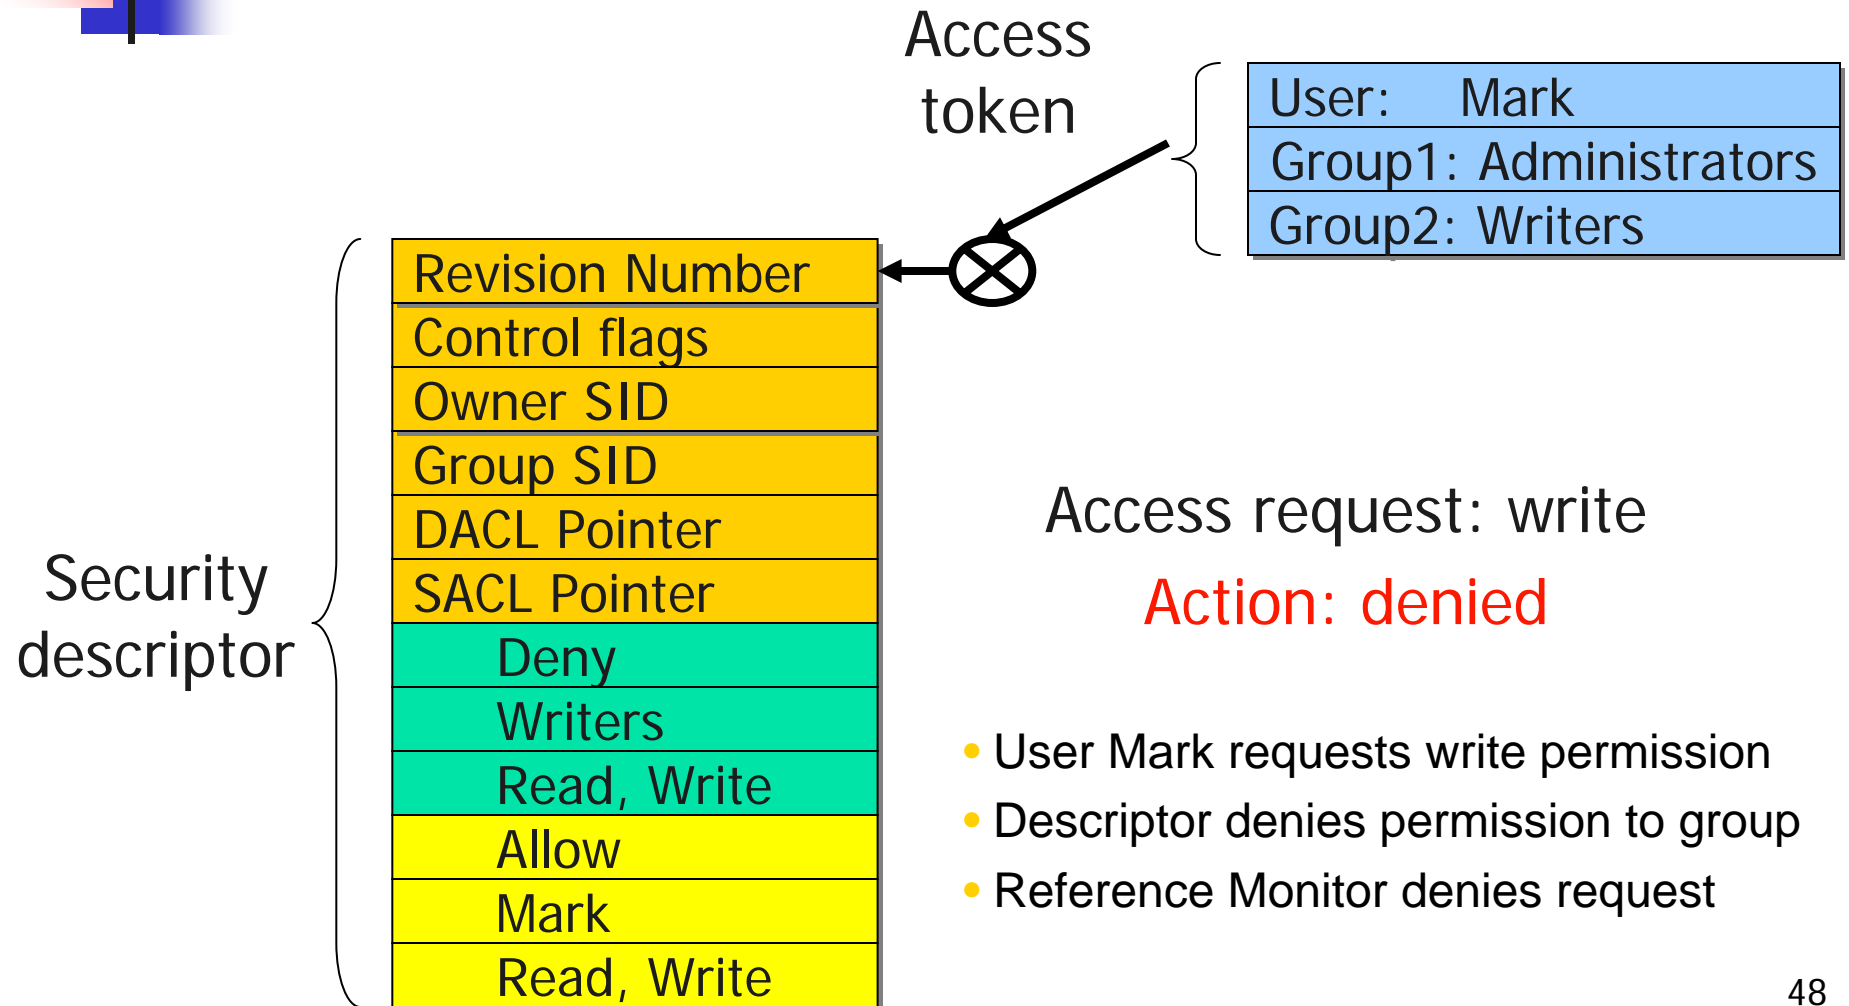 Access
token
User: Mark
Group1: Administrators
Group2: Writers
Security
descriptor
Revision Number
Control flags
Owner SID
Group SID
DACL Pointer
SACL Pointer
Deny
Writers
Read, Write
Allow
Mark
Read, Write
Access request: write
Action: denied
• User Mark requests write permission
• Descriptor denies permission to group
• Reference Monitor denies request
48